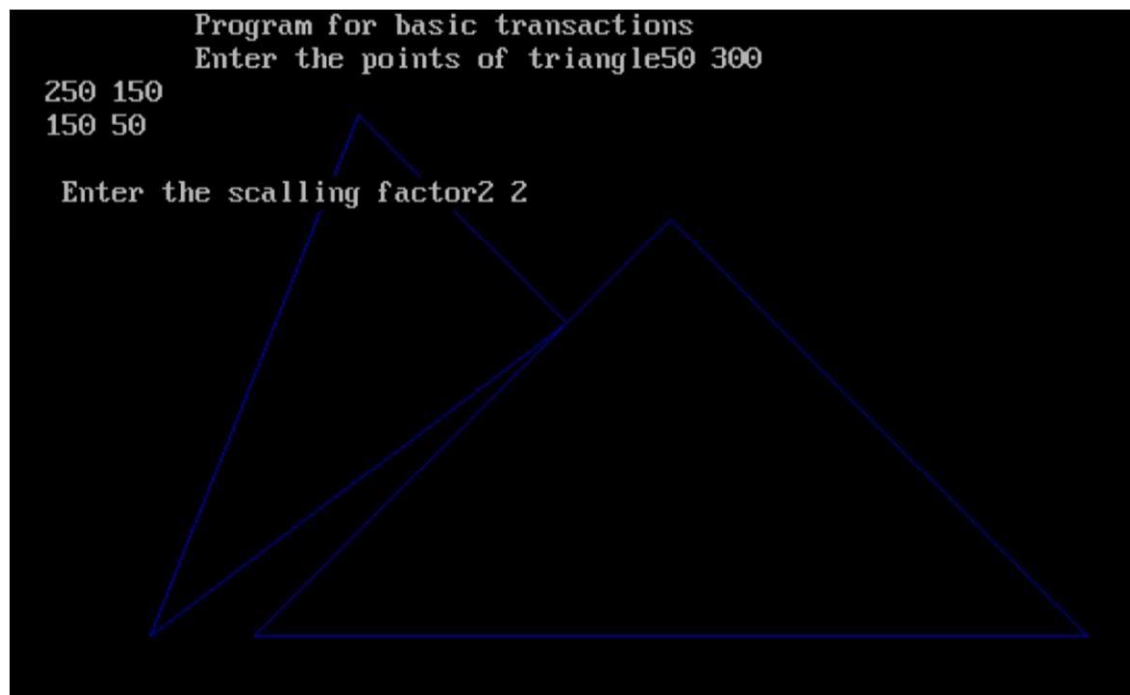 Program for basic transactions
Enter the points of triangle50 300
250 150
150 50
Enter the scalling factor2 2